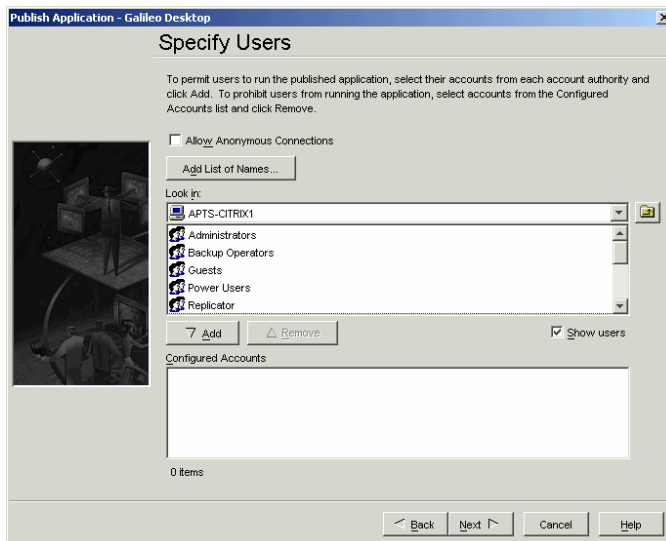 Publish Application - Galileo Desktop
Specify Users
To permit users to run the published application, select their accounts from each account authority and
click Add. To prohibit users from running the application, select accounts from the Configured
Accounts list and click Remove.
Allow Anonymous Connections
Add List of Names...
Look in:
APTS-CITRIX1
Administrators
Backup Operators
Guests
Power Users
Replicator
Add
Remove
Show users
Configured Accounts
0 items
Back
Next
Cancel
Help